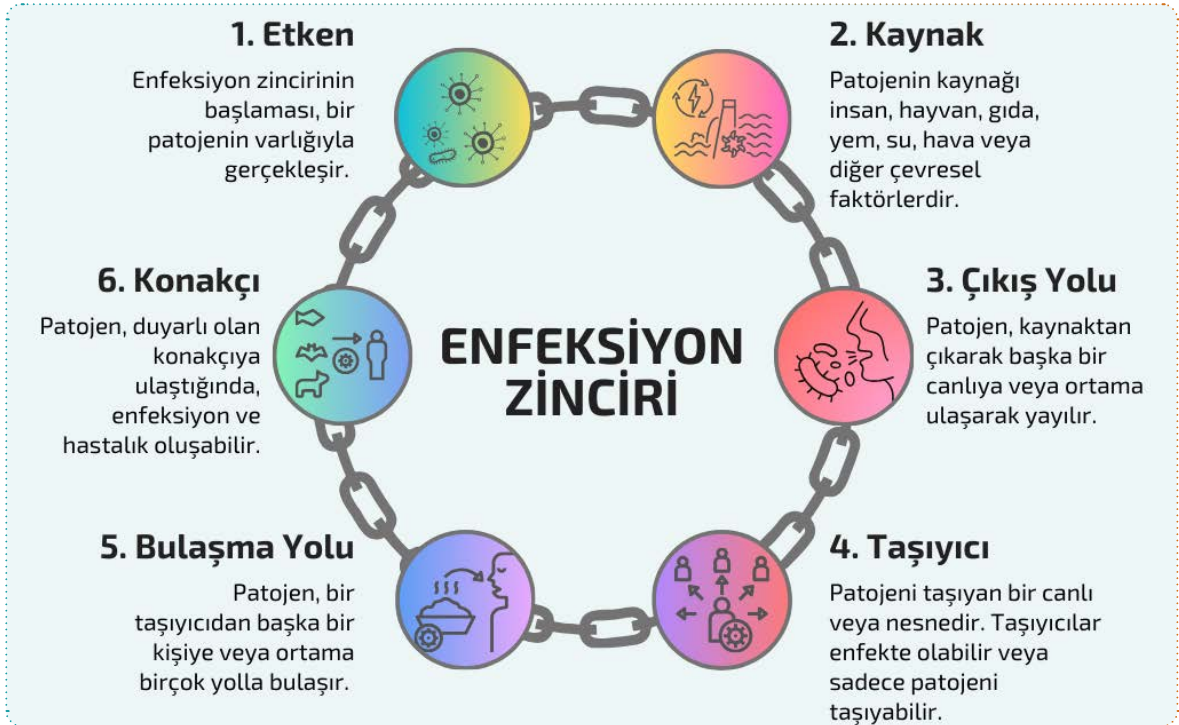 1. Etken
Enfeksiyon zincirinin
başlaması, bir
patojenin varlığıyla
gerçekleşir.
2. Kaynak
Patojenin kaynağı
insan, hayvan, gıda,
yem, su, hava veya
diğer çevresel
faktörlerdir.
3. Çıkış Yolu
Patojen, kaynaktan
çıkarak başka bir
canlıya veya ortama
ulaşarak yayılır.
4. Taşıyıcı
Patojeni taşıyan bir canlı
veya nesnedir. Taşıyıcılar
enfekte olabilir veya
sadece patojeni
taşıyabilir.
5. Bulaşma Yolu
Patojen, bir
taşıyıcıdan başka bir
kişiye veya ortama
birçok yolla bulaşır.
6. Konakçı
Patojen, duyarlı olan
konakçıya
ulaştığında,
enfeksiyon ve
hastalık oluşabilir.
ENFEKSİYON
ZİNCİRİ